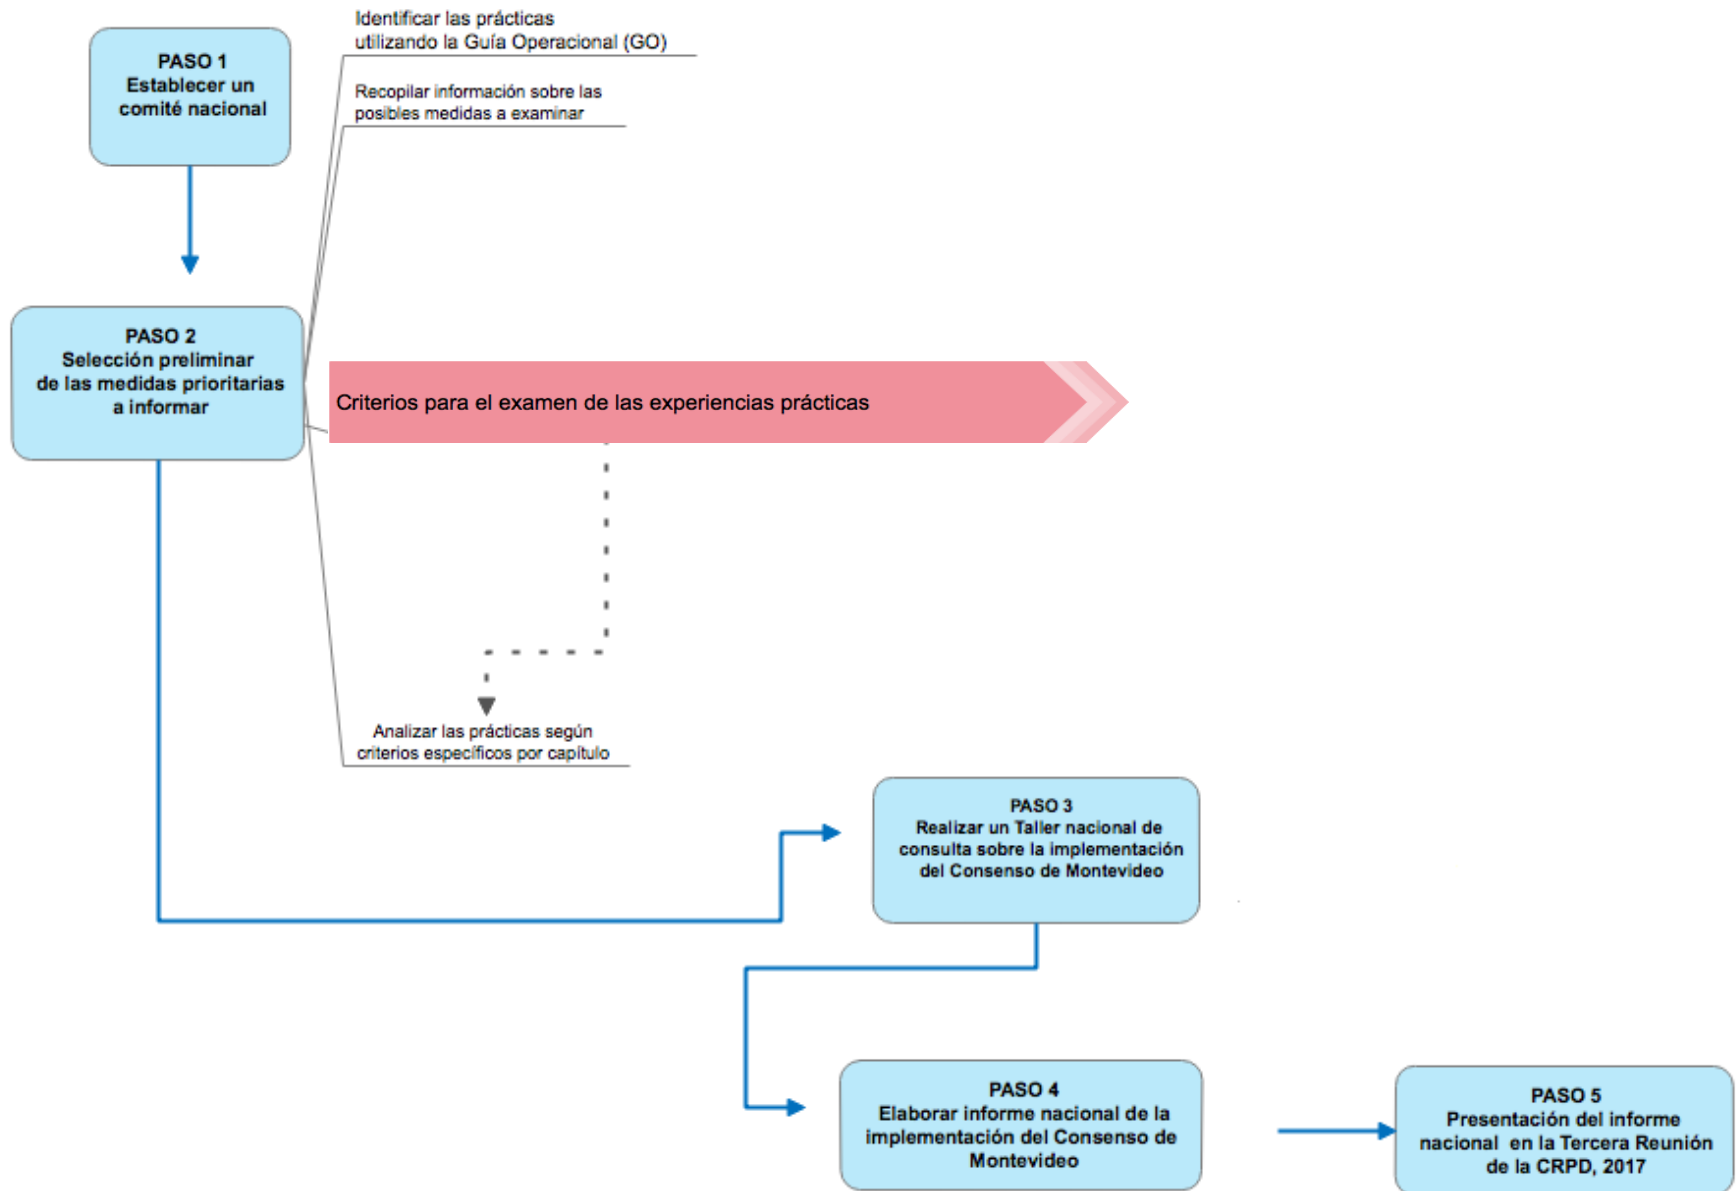 Identificar las prácticas
utilizando la Guía Operacional (GO)
PASO 1
Establecer un
comité nacional
Recopilar información sobre las
posibles medidas a examinar
PASO 2
Selección preliminar
de las medidas prioritarias
a informar
Criterios para el examen de las experiencias prácticas
Analizar las prácticas según
criterios específicos por capítulo
PASO 3
Realizar un Taller nacional de
consulta sobre la implementación
del Consenso de Montevideo
PASO 4
Elaborar informe nacional de la
implementación del Consenso de
Montevideo
PASO 5
Presentación del informe
nacional en la Tercera Reunión
de la CRPD, 2017